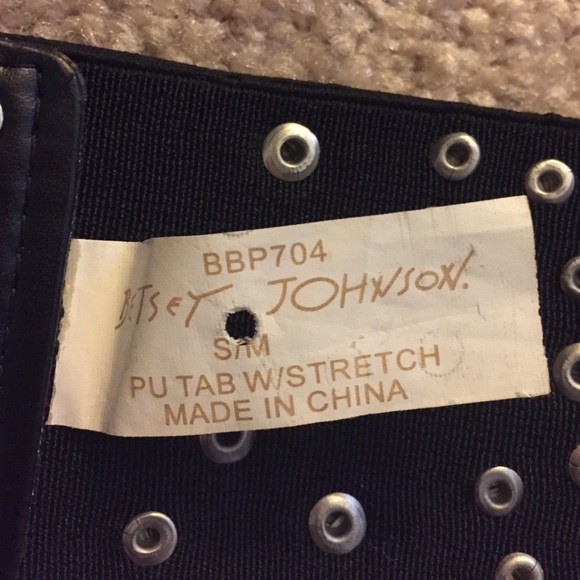 BBP704
BETSEY JOHNSON.
S/M
PU TAB W/STRETCH
MADE IN CHINA